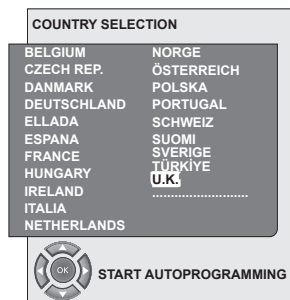 COUNTRY SELECTION
BELGIUM
CZECH REP.
DANMARK
DEUTSCHLAND
ELLADA
ESPANA
FRANCE
HUNGARY
IRELAND
ITALIA
NETHERLANDS
NORGE
ÖSTERREICH
POLSKA
PORTUGAL
SCHWEIZ
SUOMI
SVERIGE
TÜRKİYE
U.K.
...........................
OK
START AUTOPROGRAMMING